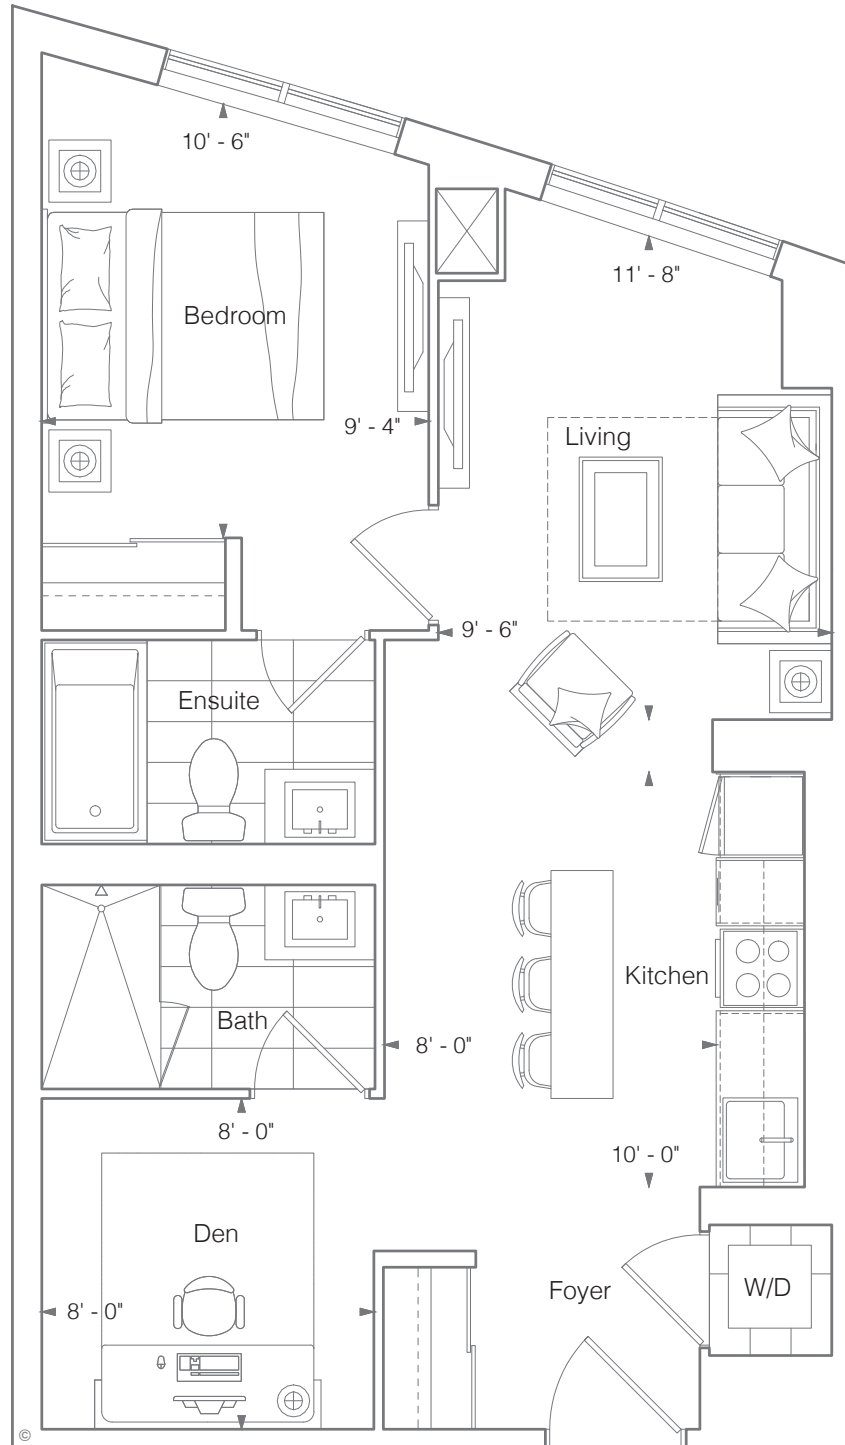 10' - 6"
11' - 8"
Bedroom
9' - 4"
Living
9' - 6"
Ensuite
Kitchen
Bath
8' - 0"
8' - 0"
10' - 0"
Den
Foyer
W/D
8' - 0"
©